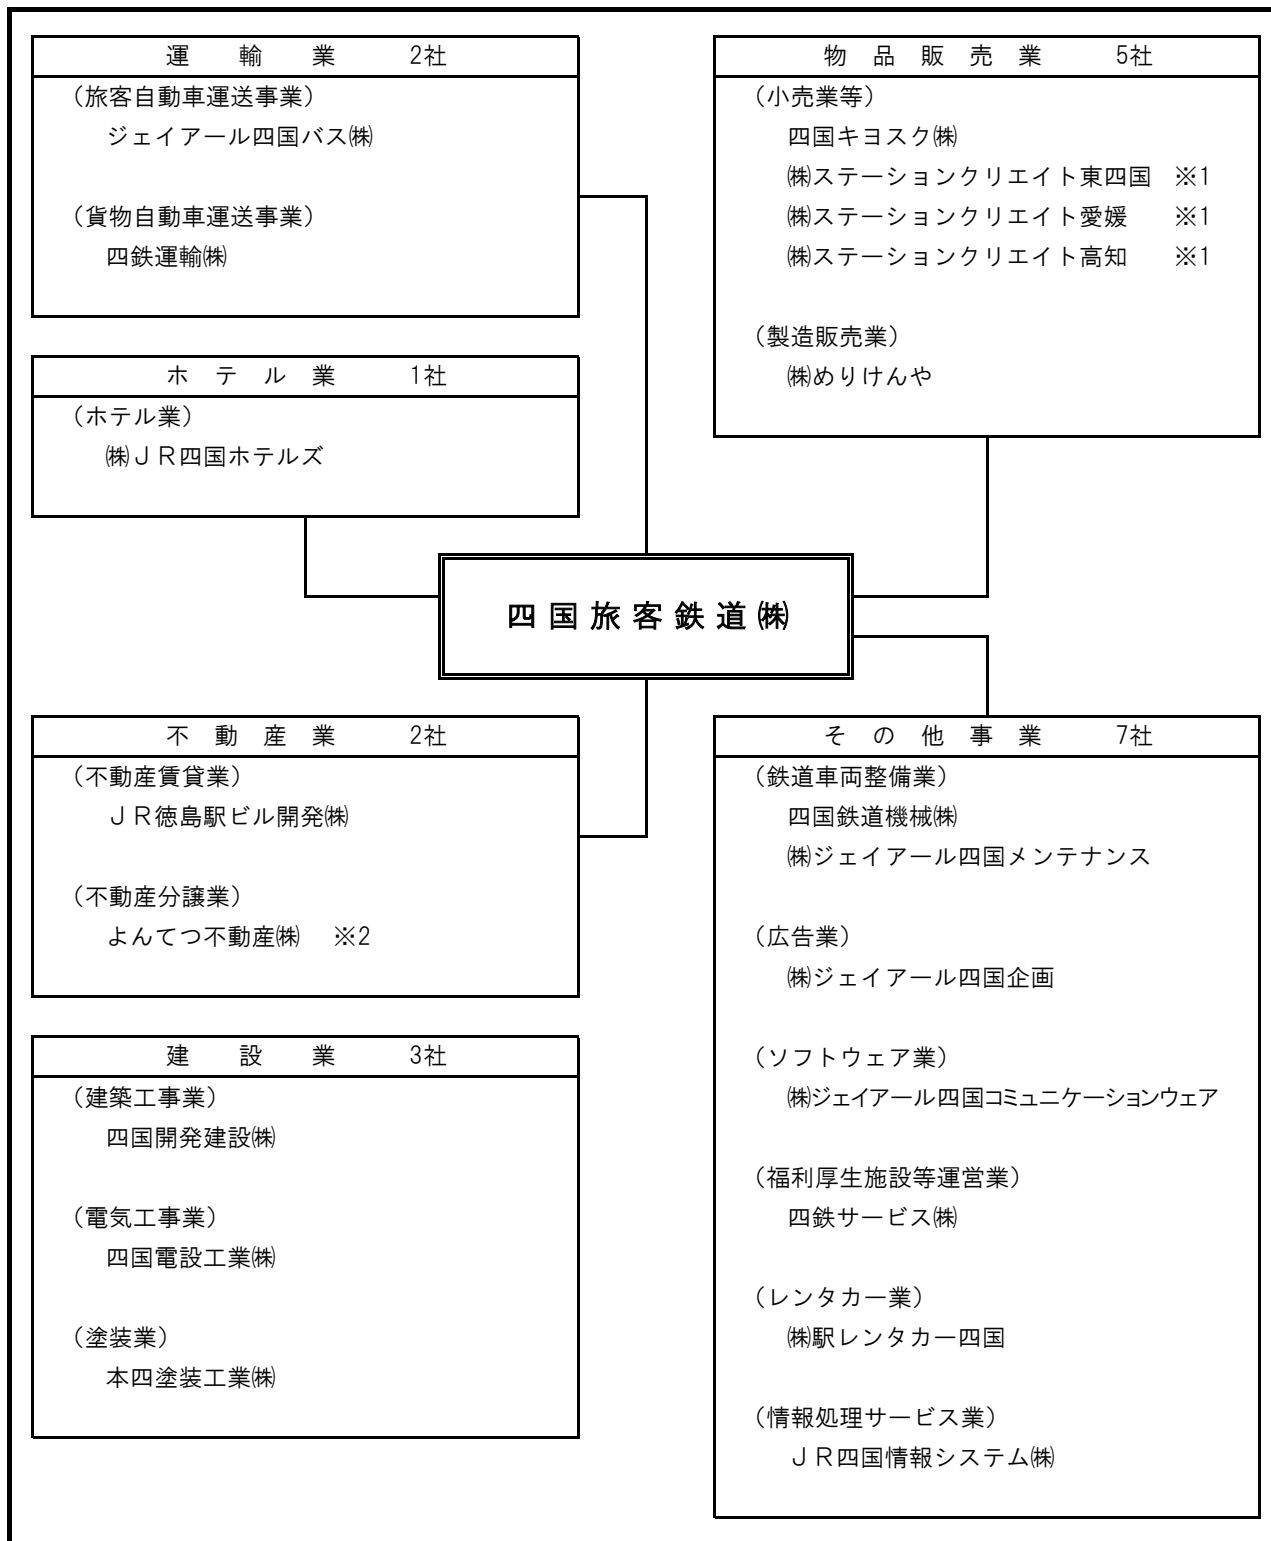 運輸業 2社
（旅客自動車運送事業）
ジェイアール四国バス㈱
（貨物自動車運送事業）
四鉄運輸㈱
ホテル業 1社
（ホテル業）
㈱ＪＲ四国ホテルズ
物品販売業 5社
（小売業等）
四国キヨスク㈱
㈱ステーションクリエイト東四国 ※1
㈱ステーションクリエイト愛媛 ※1
㈱ステーションクリエイト高知 ※1
（製造販売業）
㈱めりけんや
四国旅客鉄道㈱
不動産業 2社
（不動産賃貸業）
ＪＲ徳島駅ビル開発㈱
（不動産分譲業）
よんてつ不動産㈱ ※2
建設業 3社
（建築工事業）
四国開発建設㈱
（電気工事業）
四国電設工業㈱
（塗装業）
本四塗装工業㈱
その他事業 7社
（鉄道車両整備業）
四国鉄道機械㈱
㈱ジェイアール四国メンテナンス
（広告業）
㈱ジェイアール四国企画
（ソフトウェア業）
㈱ジェイアール四国コミュニケーションウェア
（福利厚生施設等運営業）
四鉄サービス㈱
（レンタカー業）
㈱駅レンタカー四国
（情報処理サービス業）
ＪＲ四国情報システム㈱